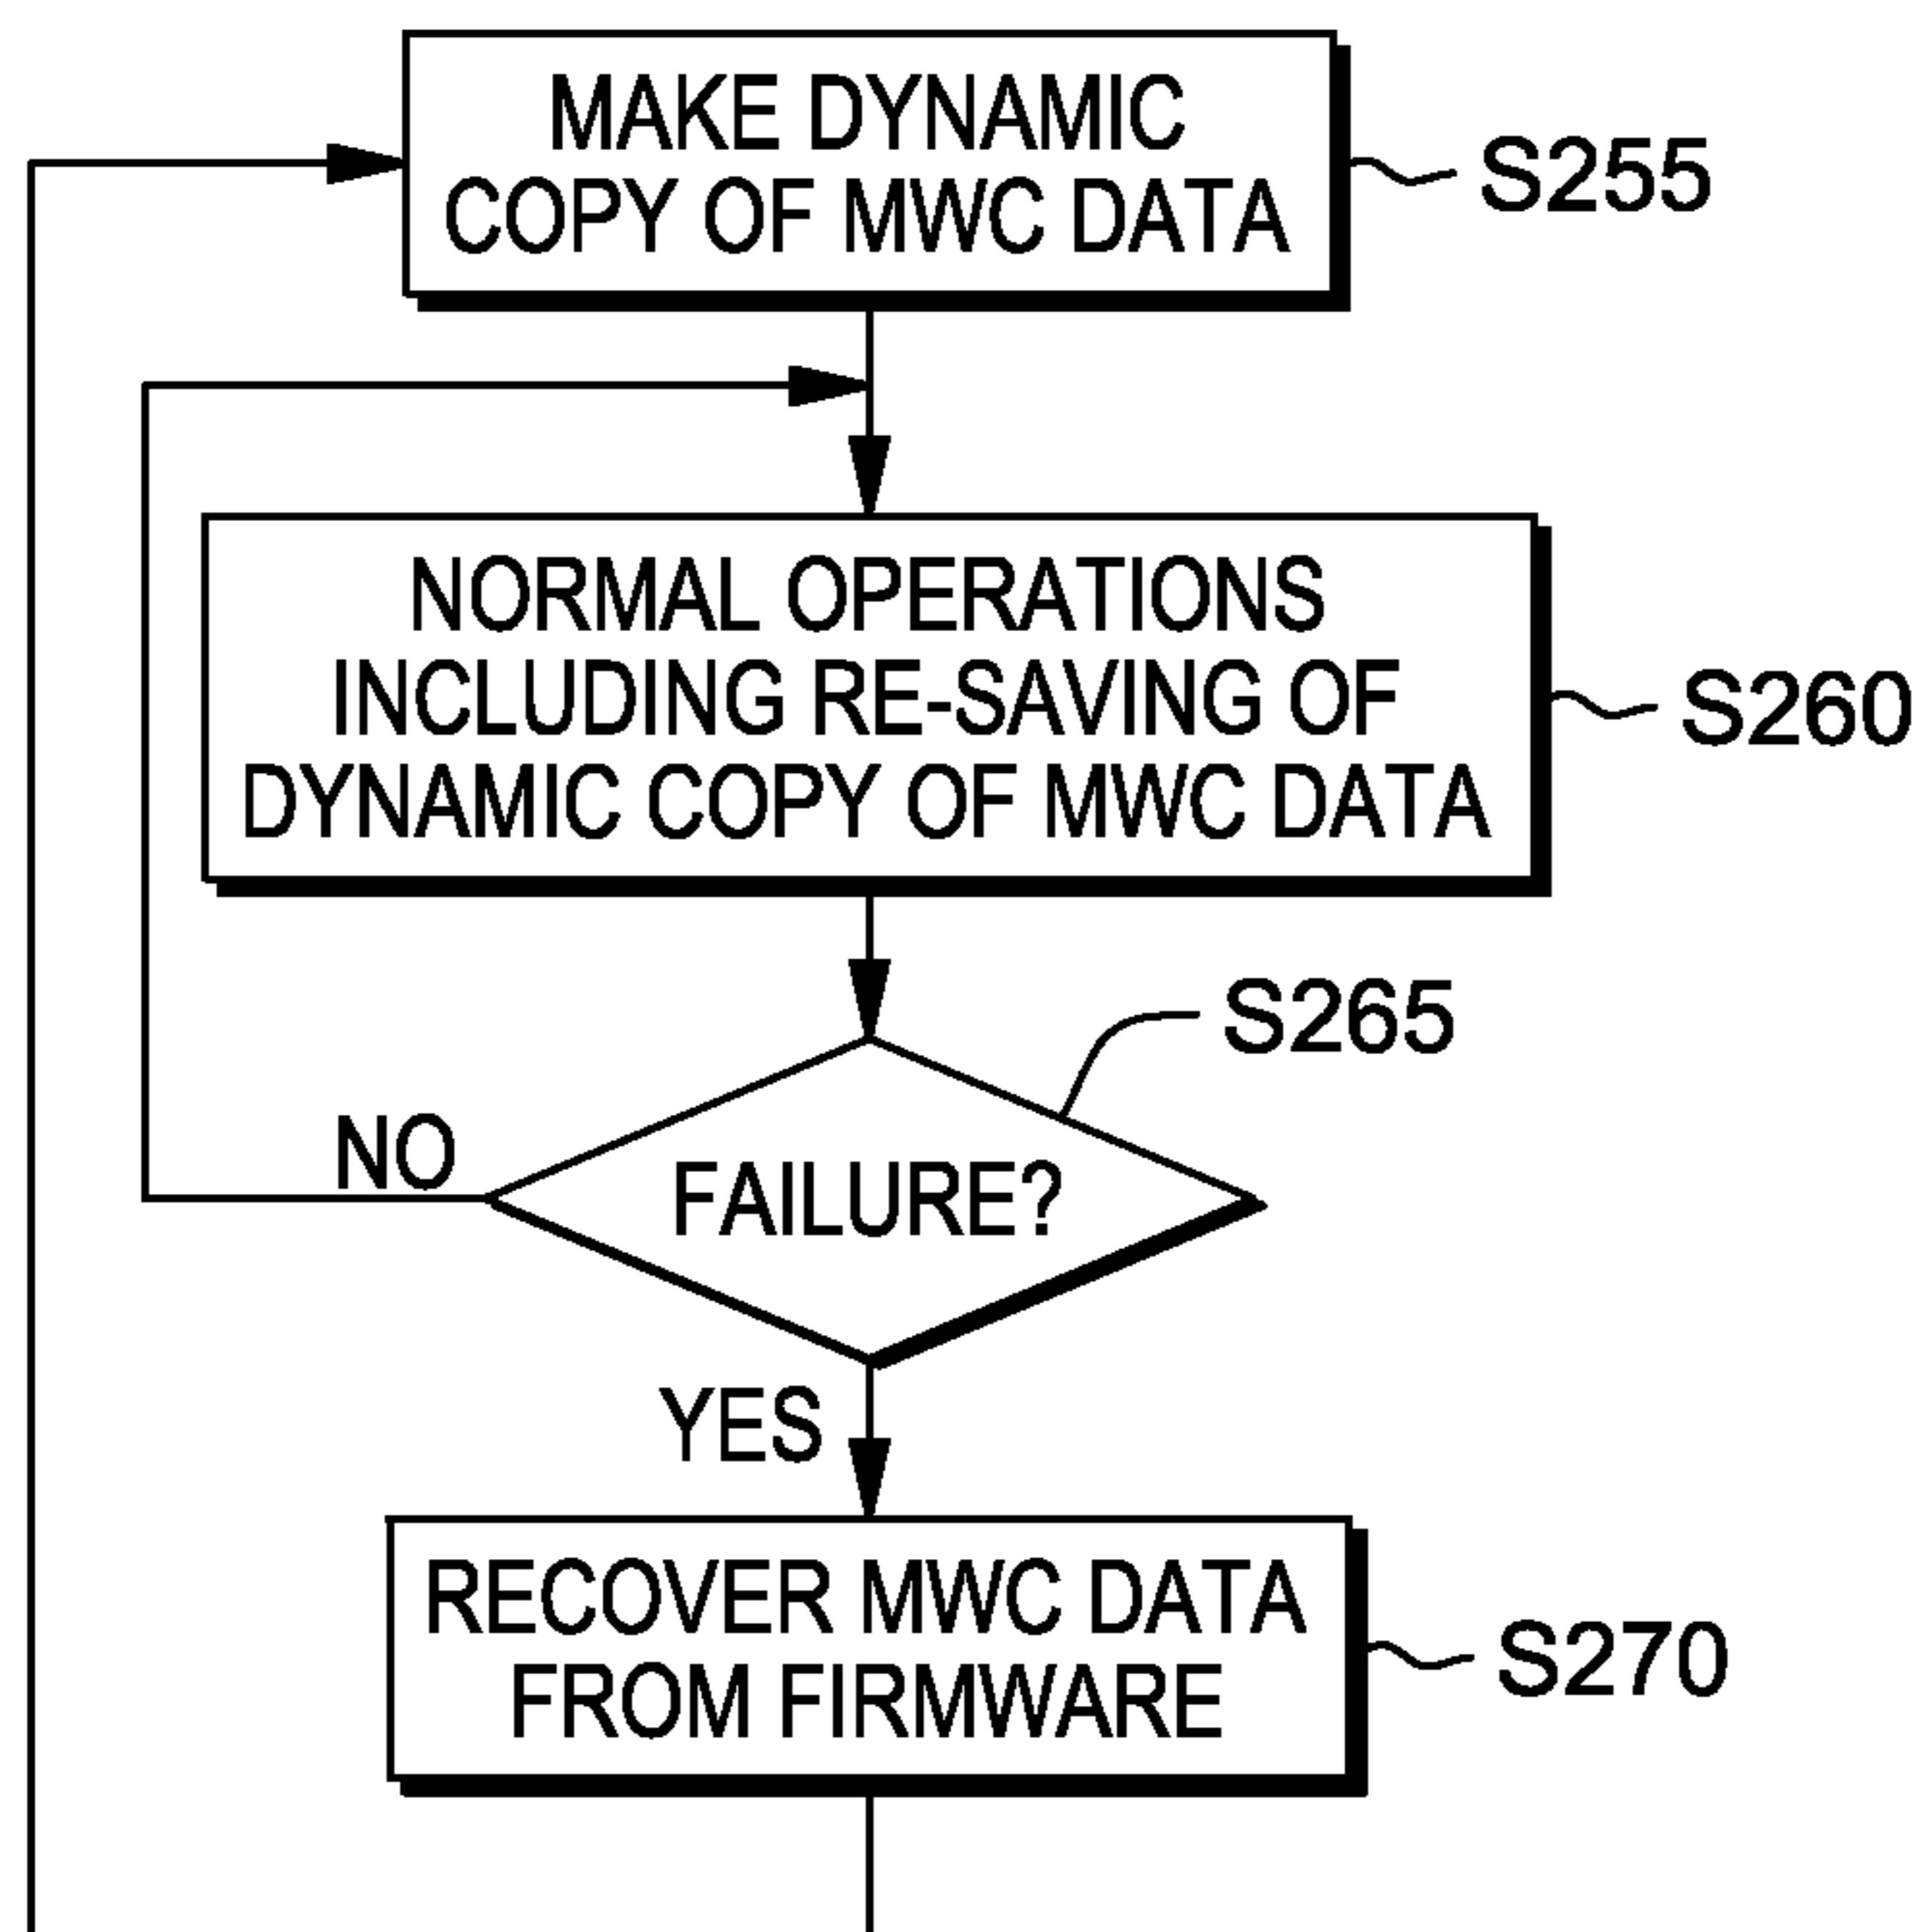 MAKE DYNAMIC
COPY OF MWC DATA
S255
NORMAL OPERATIONS
INCLUDING RE-SAVING OF
DYNAMIC COPY OF MWC DATA
S260
S265
NO
FAILURE?
YES
RECOVER MWC DATA
FROM FIRMWARE
S270